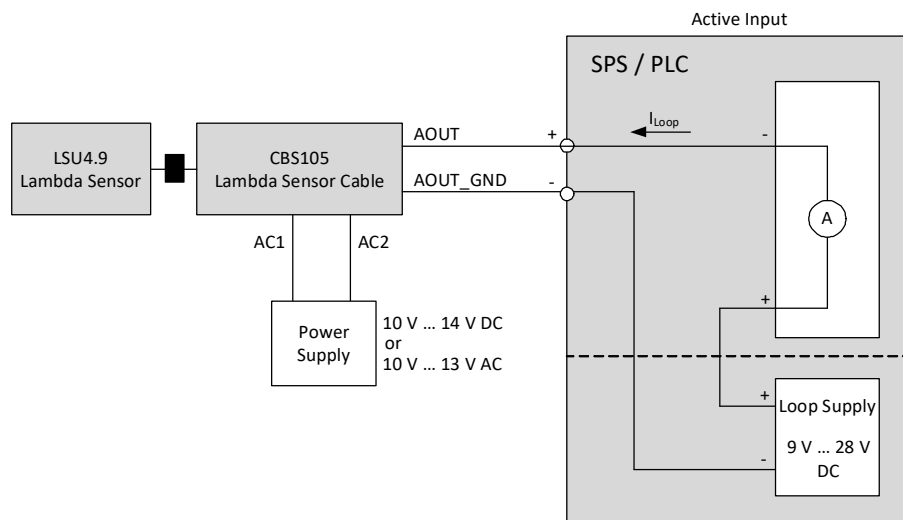 Active Input
SPS / PLC
LSU4.9
Lambda Sensor
CBS105
Lambda Sensor Cable
AOUT
+
I_Loop
-
AOUT_GND
-
A
AC1
AC2
Power
Supply
10 V ... 14 V DC
or
10 V ... 13 V AC
+
+
Loop Supply
9 V ... 28 V
DC
-